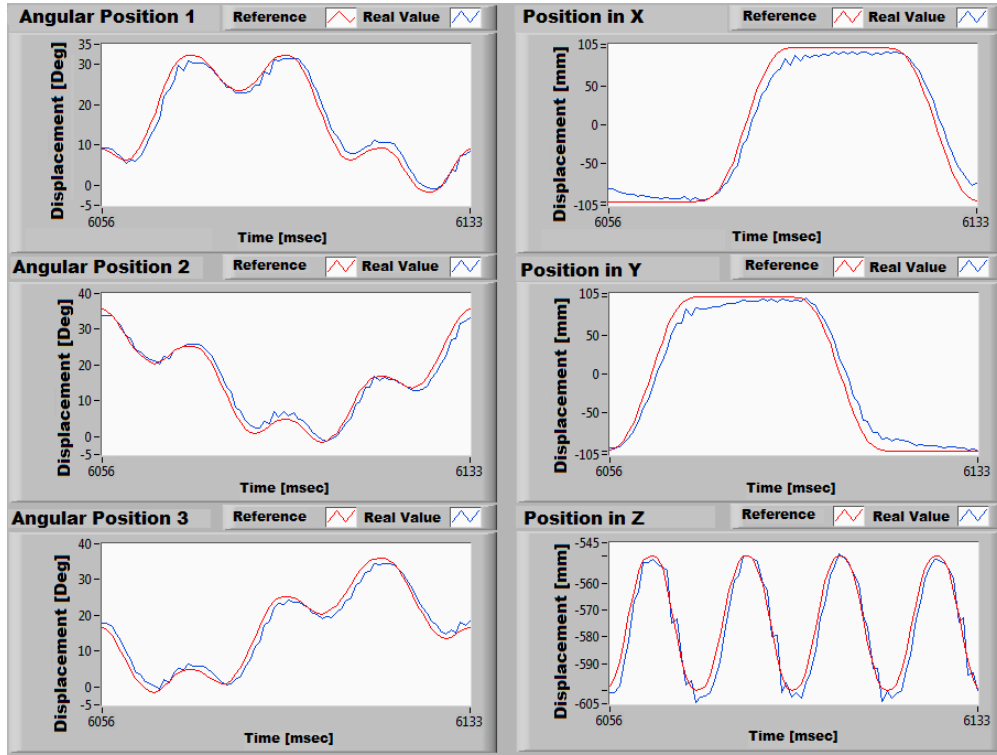 Angular Position 1
Reference
Real Value
Displacement [Deg]
35
30
20
10
0
-5
6056
6133
Time [msec]
Position in X
Reference
Real Value
Displacement [mm]
105
50
0
-50
-105
6056
6133
Time [msec]
Angular Position 2
Reference
Real Value
Displacement [Deg]
40
30
20
10
0
-5
6056
6133
Time [msec]
Position in Y
Reference
Real Value
Displacement [mm]
105
50
0
-50
-105
6056
6133
Time [msec]
Angular Position 3
Reference
Real Value
Displacement [Deg]
40
30
20
10
0
-5
6056
6133
Time [msec]
Position in Z
Reference
Real Value
Displacement [mm]
-545
-560
-570
-580
-590
-605
6056
6133
Time [msec]